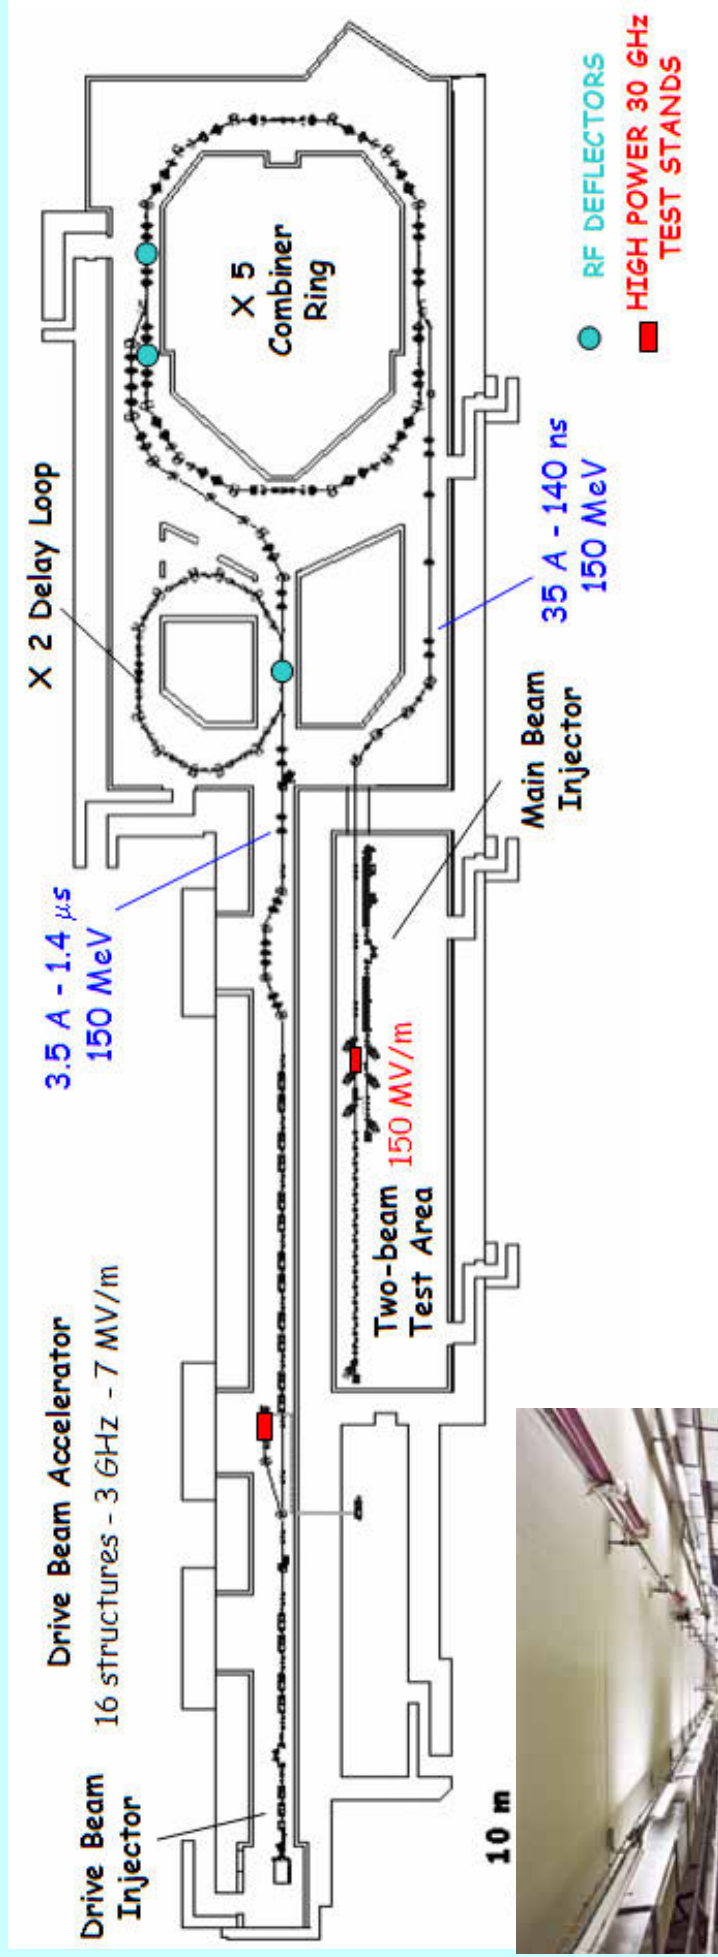 Drive Beam
Injector
Drive Beam Accelerator
16 structures - 3 GHz - 7 MV/m
3.5 A - 1.4 μs
150 MeV
X 2 Delay Loop
X 5
Combiner
Ring
RF DEFLECTORS
HIGH POWER 30 GHz
TEST STANDS
35 A - 140 ns
150 MeV
Main Beam
Injector
150 MV/m
Two-beam
Test Area
10 m